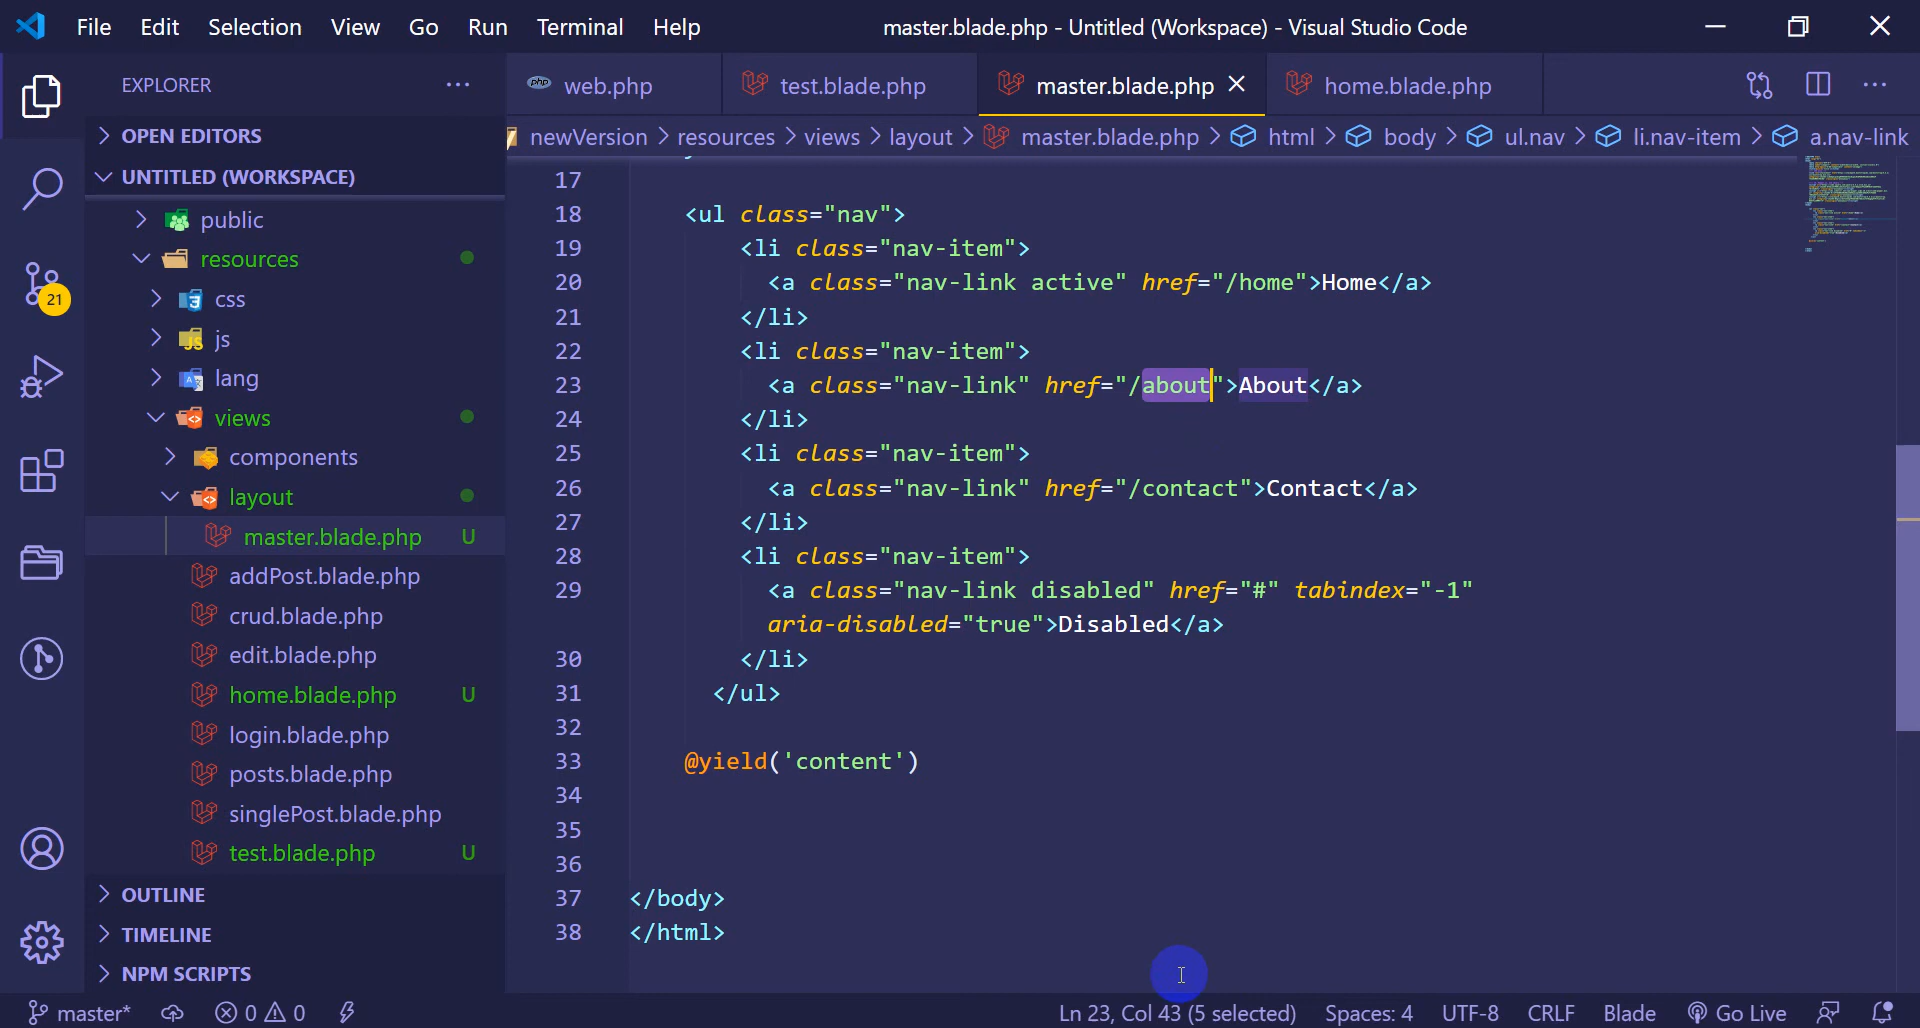 File Edit Selection View Go Run Terminal Help master.blade.php - Untitled (Workspace) - Visual Studio Code
EXPLORER ···
php web.php test.blade.php master.blade.php home.blade.php ···
newVersion > resources > views > layout > master.blade.php > html > body > ul.nav > li.nav-item > a.nav-link
OPEN EDITORS
UNTITLED (WORKSPACE)
public
resources
css
JS js
lang
views
components
layout
master.blade.php U
addPost.blade.php
crud.blade.php
edit.blade.php
home.blade.php U
login.blade.php
posts.blade.php
singlePost.blade.php
test.blade.php U
OUTLINE
TIMELINE
NPM SCRIPTS
21
17
18 <ul class="nav">
19 <li class="nav-item">
20 <a class="nav-link active" href="/home">Home</a>
21 </li>
22 <li class="nav-item">
23 <a class="nav-link" href="/about">About</a>
24 </li>
25 <li class="nav-item">
26 <a class="nav-link" href="/contact">Contact</a>
27 </li>
28 <li class="nav-item">
29 <a class="nav-link disabled" href="#" tabindex="-1"
aria-disabled="true">Disabled</a>
30 </li>
31 </ul>
32
33 @yield('content')
34
35
36
37 </body>
38 </html>
master* 0 0 Ln 23, Col 43 (5 selected) Spaces: 4 UTF-8 CRLF Blade Go Live